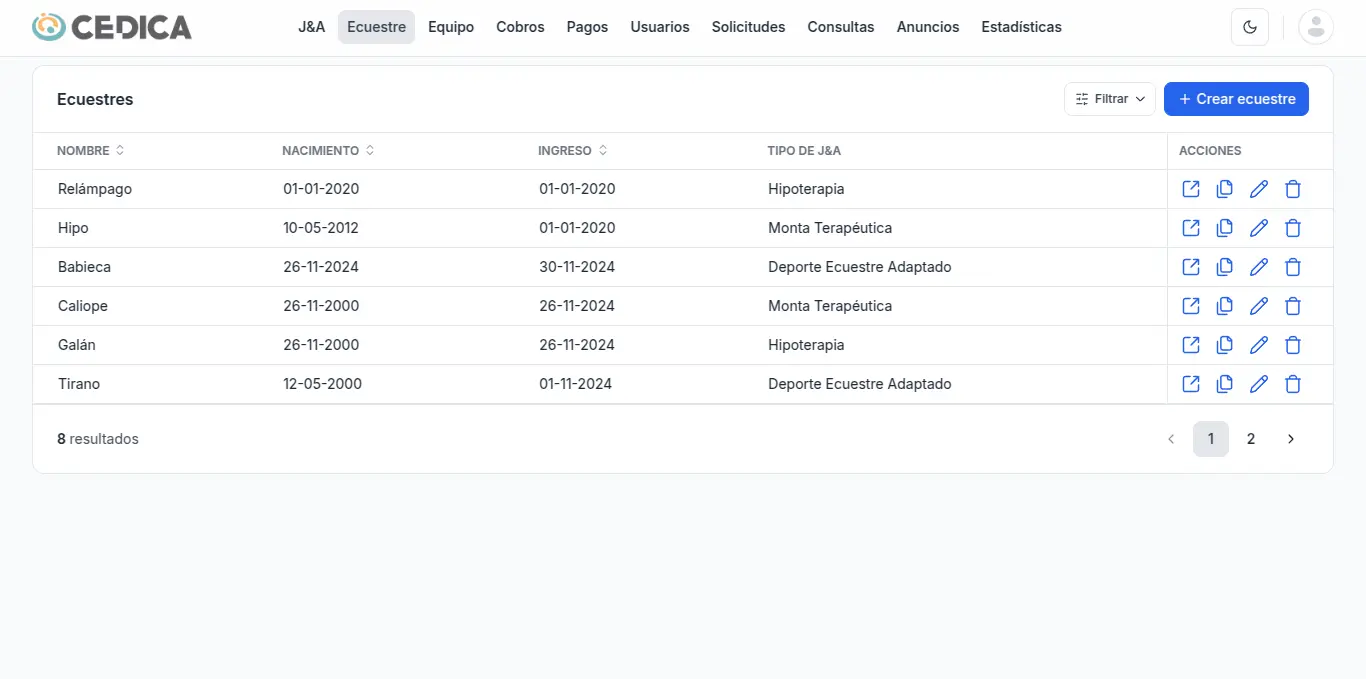 CEDICA J&A Ecuestre Equipo Cobros Pagos Usuarios Solicitudes Consultas Anuncios Estadísticas
Ecuestres Filtrar + Crear ecuestre
NOMBRE NACIMIENTO INGRESO TIPO DE J&A ACCIONES
Relámpago 01-01-2020 01-01-2020 Hipoterapia
Hipo 10-05-2012 01-01-2020 Monta Terapéutica
Babieca 26-11-2024 30-11-2024 Deporte Ecuestre Adaptado
Caliope 26-11-2000 26-11-2024 Monta Terapéutica
Galán 26-11-2000 26-11-2024 Hipoterapia
Tirano 12-05-2000 01-11-2024 Deporte Ecuestre Adaptado
8 resultados 1 2